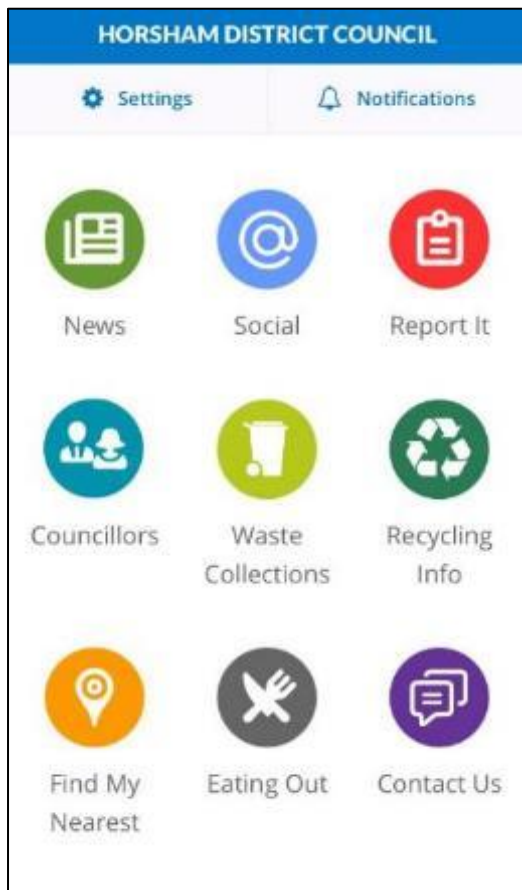 HORSHAM DISTRICT COUNCIL
Settings Notifications
News Social Report It
Councillors Waste Recycling
Collections Info
Find My Eating Out Contact Us
Nearest